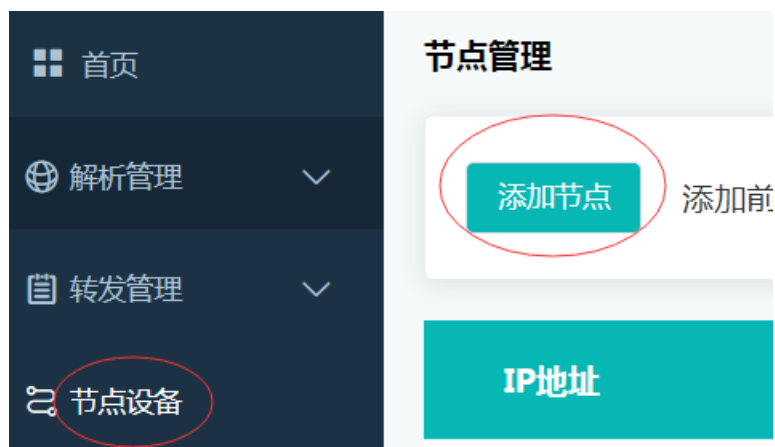 首页
解析管理
转发管理
节点设备
节点管理
添加节点 添加前
IP地址